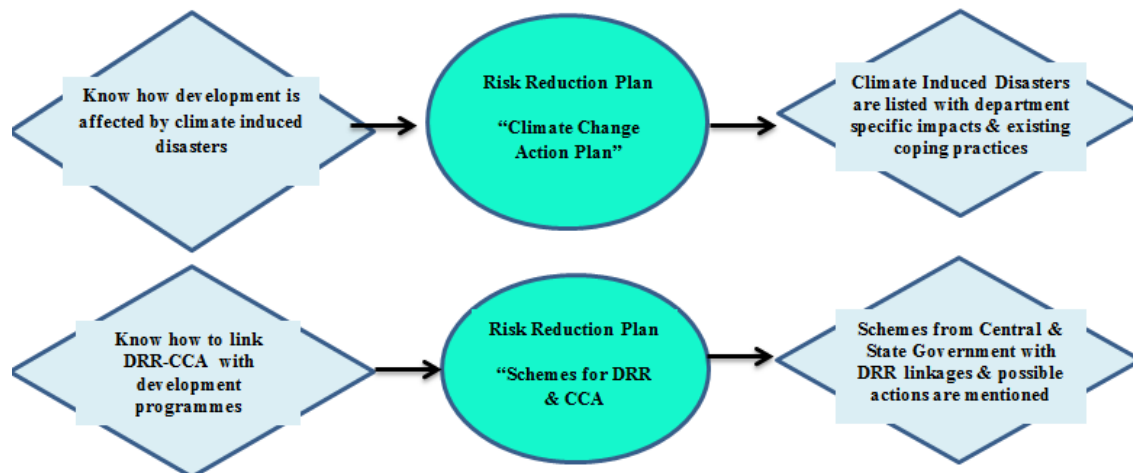 Know how development is
affected by climate induced
disasters
Risk Reduction Plan
“Climate Change
Action Plan”
Climate Induced Disasters
are listed with department
specific impacts & existing
coping practices
Know how to link
DRR-CCA with
development
programmes
Risk Reduction Plan
“Schemes for DRR
& CCA
Schemes from Central &
State Government with
DRR linkages & possible
actions are mentioned